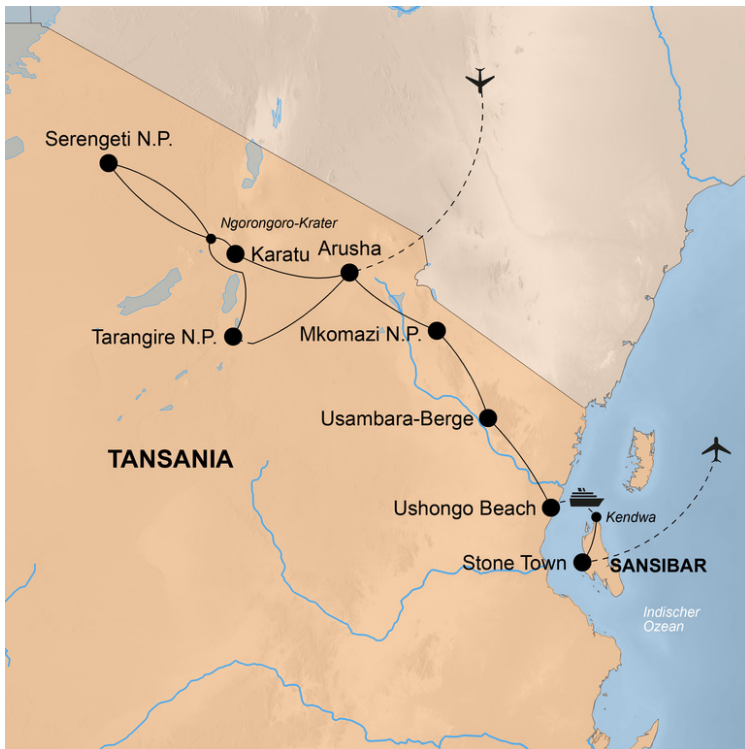 Serengeti N.P.
Ngorongoro-Krater
Karatu
Arusha
Tarangire N.P.
Mkomazi N.P.
Usambara-Berge
TANSANIA
Ushongo Beach
Kendwa
Stone Town
SANSIBAR
Indischer
Ozean